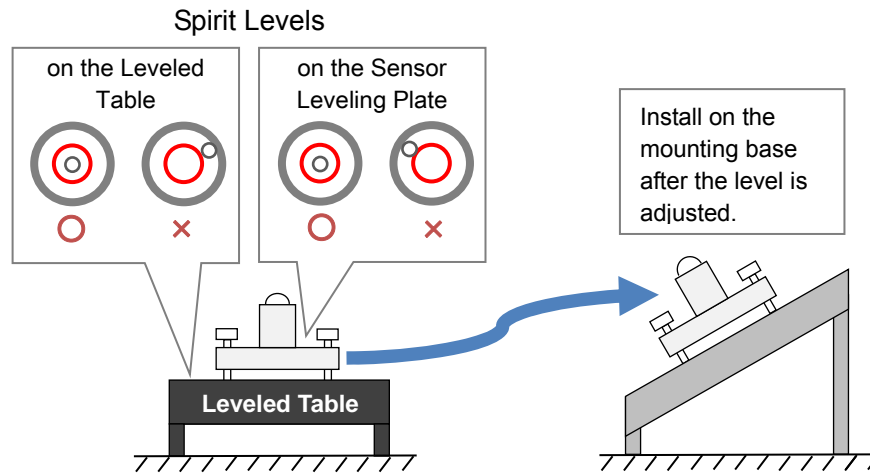 Spirit Levels
on the Leveled
Table
on the Sensor
Leveling Plate
Install on the
mounting base
after the level is
adjusted.
Leveled Table